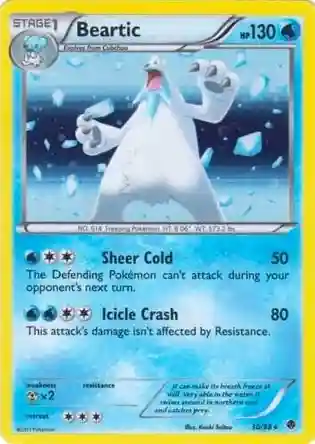 STAGE 1
Beartic
HP 130
Evolves from Cubchoo
NO. 614 Freezing Pokémon HT: 8'06" WT: 573.2 lbs.
Sheer Cold 50
The Defending Pokémon can't attack during your
opponent's next turn.
Icicle Crash 80
This attack's damage isn't affected by Resistance.
weakness
resistance
×2
retreat
It can make its breath freeze at
will. Very able in the water, it
swims around in northern seas
and catches prey.
Illus. Kouki Saitou
30/98